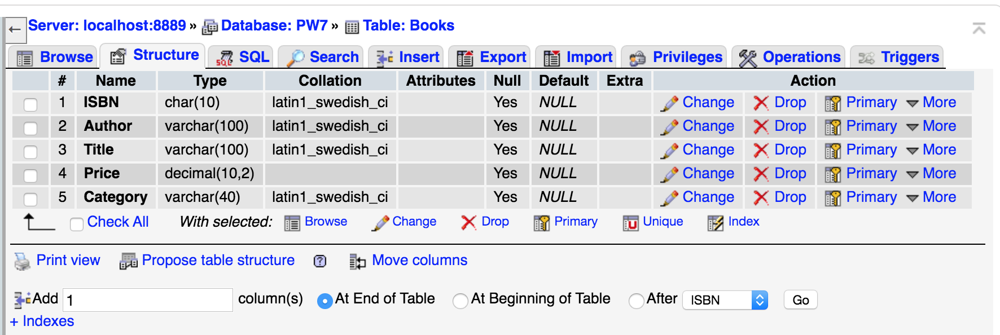 ← Server: localhost:8889 » Database: PW7 » Table: Books
Browse Structure SQL Search Insert Export Import Privileges Operations Triggers
# Name Type Collation Attributes Null Default Extra Action
1 ISBN char(10) latin1_swedish_ci Yes NULL Change Drop Primary More
2 Author varchar(100) latin1_swedish_ci Yes NULL Change Drop Primary More
3 Title varchar(100) latin1_swedish_ci Yes NULL Change Drop Primary More
4 Price decimal(10,2) Yes NULL Change Drop Primary More
5 Category varchar(40) latin1_swedish_ci Yes NULL Change Drop Primary More
Check All With selected: Browse Change Drop Primary Unique Index
Print view Propose table structure ? Move columns
Add 1 column(s) At End of Table At Beginning of Table After ISBN Go
+ Indexes